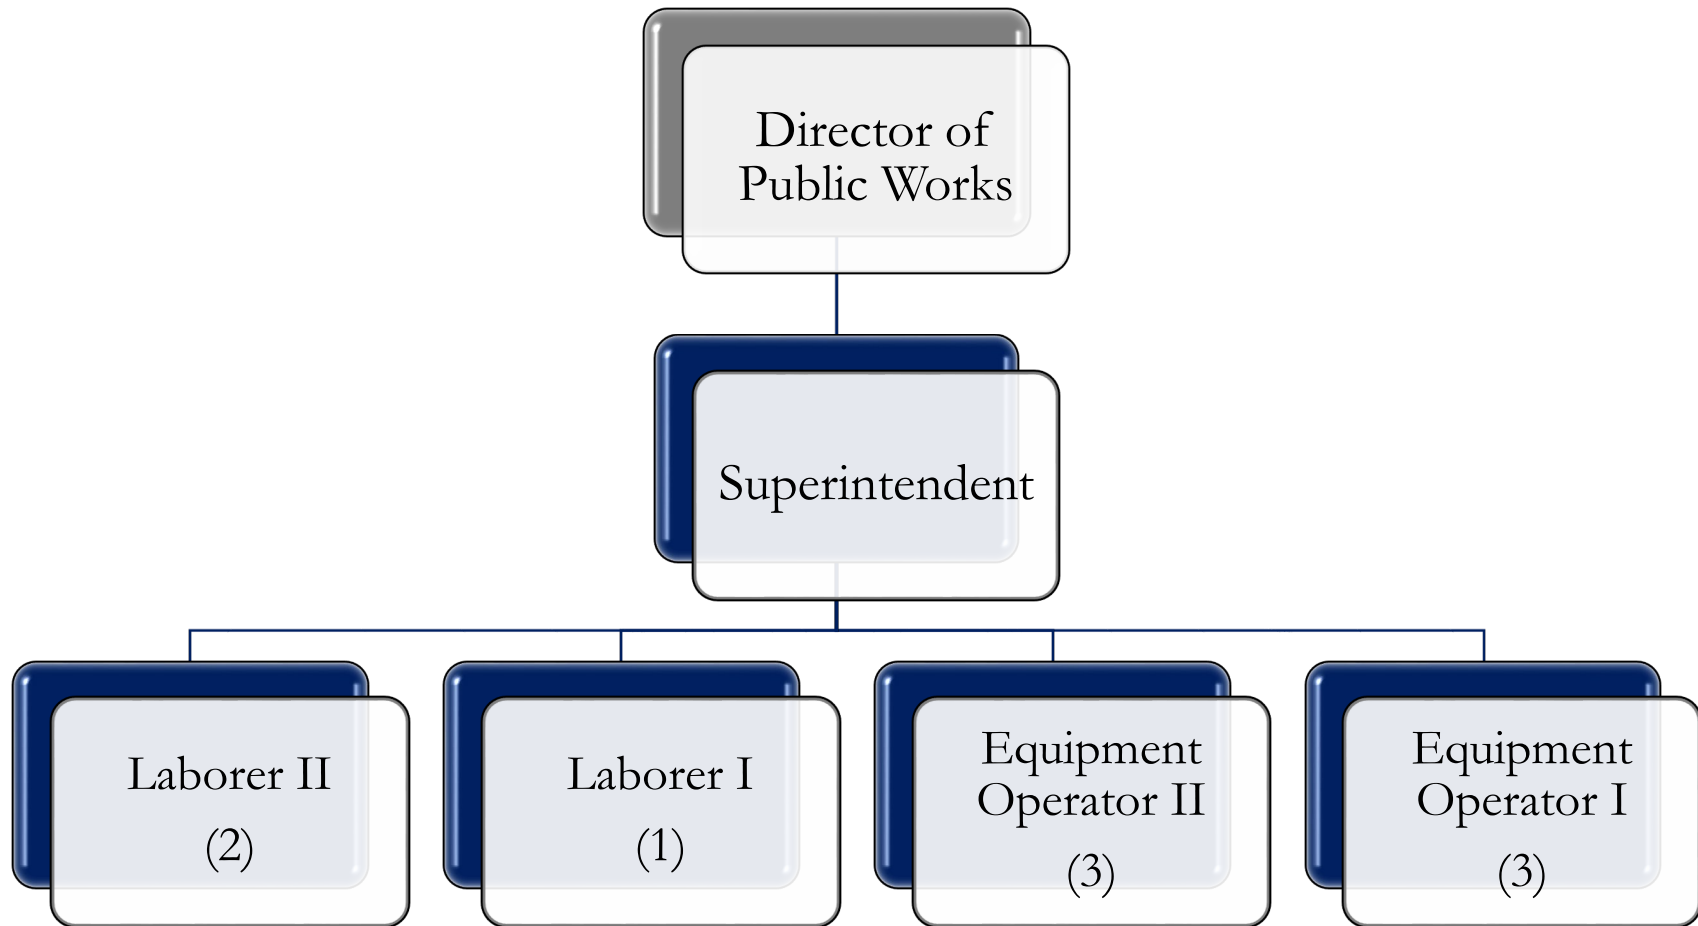 Director of
Public Works
Superintendent
Laborer II
(2)
Laborer I
(1)
Equipment
Operator II
(3)
Equipment
Operator I
(3)